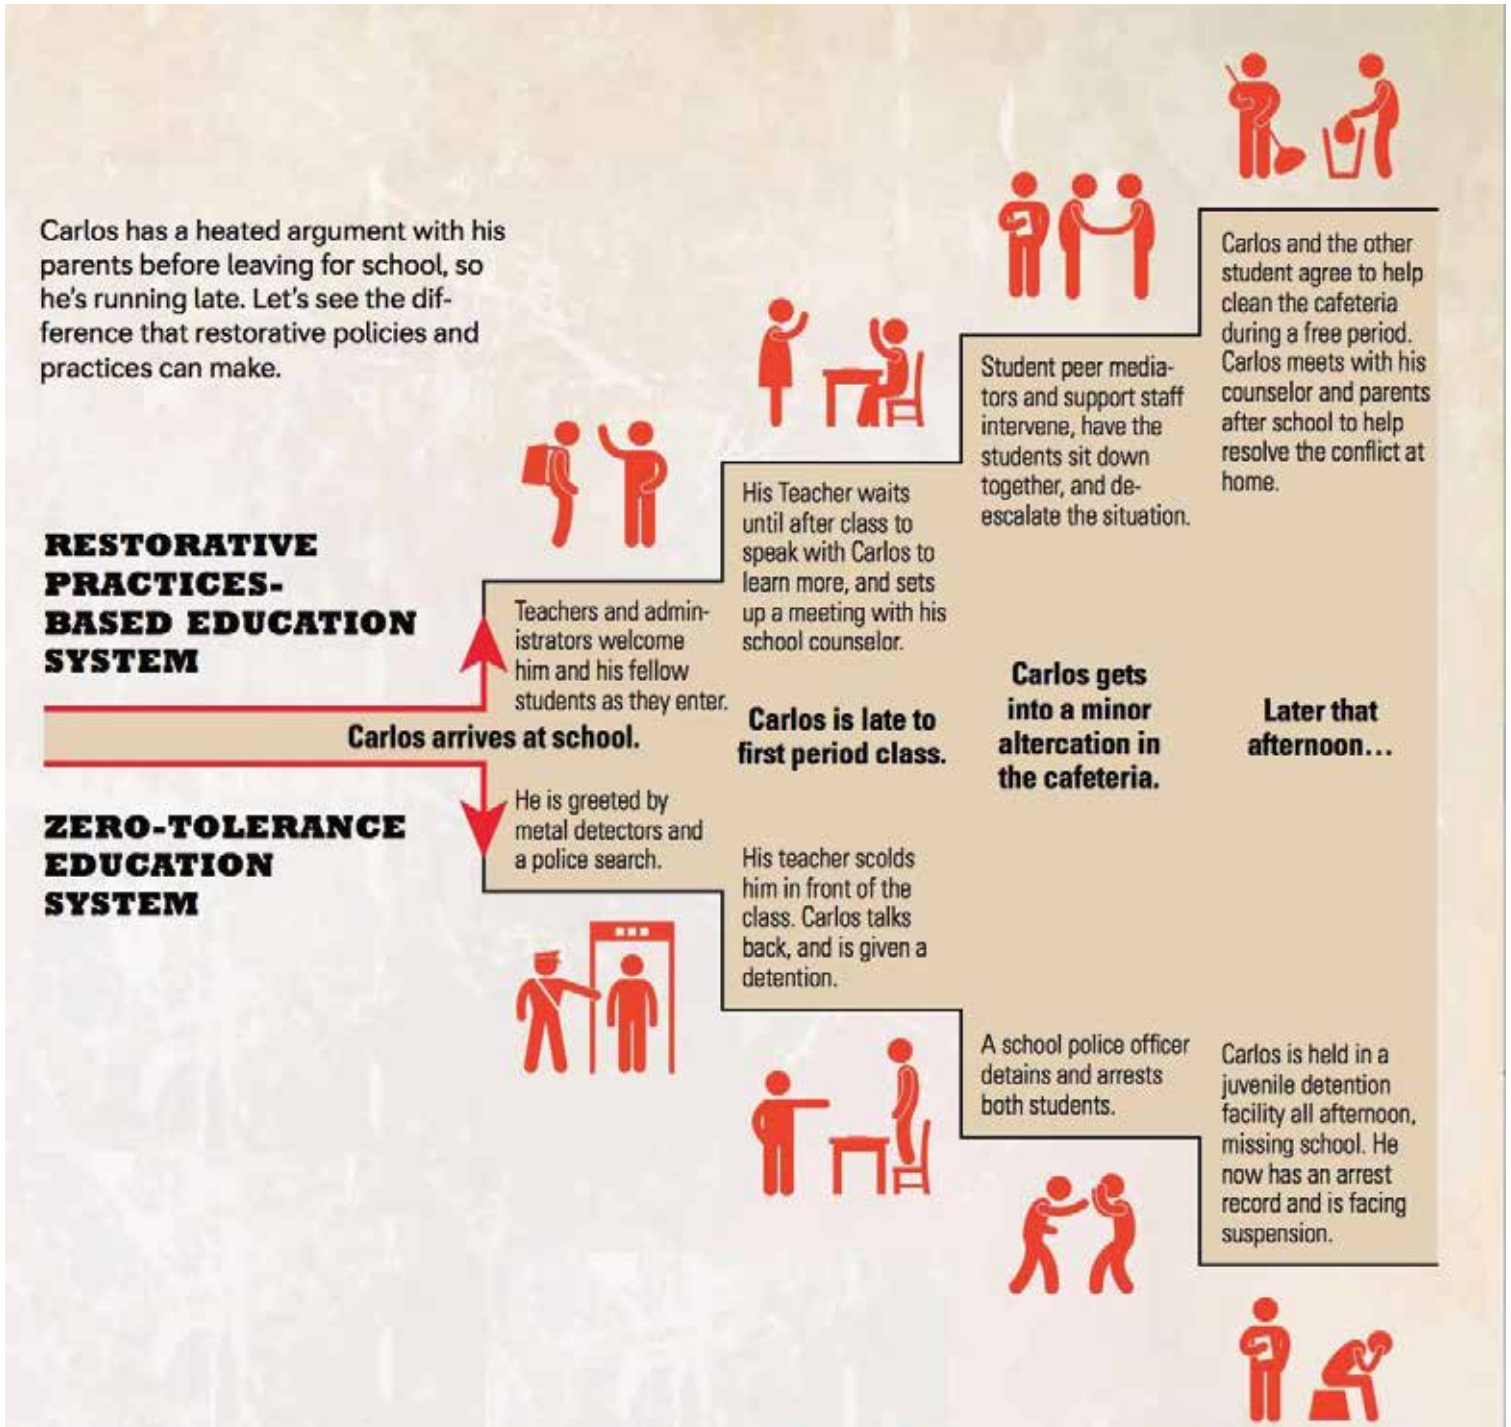 Carlos has a heated argument with his
parents before leaving for school, so
he's running late. Let's see the dif-
ference that restorative policies and
practices can make.
RESTORATIVE
PRACTICES-
BASED EDUCATION
SYSTEM
Teachers and admin-
istrators welcome
him and his fellow
students as they enter.
His Teacher waits
until after class to
speak with Carlos to
learn more, and sets
up a meeting with his
school counselor.
Student peer media-
tors and support staff
intervene, have the
students sit down
together, and de-
escalate the situation.
Carlos and the other
student agree to help
clean the cafeteria
during a free period.
Carlos meets with his
counselor and parents
after school to help
resolve the conflict at
home.
Carlos arrives at school.
Carlos is late to
first period class.
Carlos gets
into a minor
altercation in
the cafeteria.
Later that
afternoon...
ZERO-TOLERANCE
EDUCATION
SYSTEM
He is greeted by
metal detectors and
a police search.
His teacher scolds
him in front of the
class. Carlos talks
back, and is given a
detention.
A school police officer
detains and arrests
both students.
Carlos is held in a
juvenile detention
facility all afternoon,
missing school. He
now has an arrest
record and is facing
suspension.